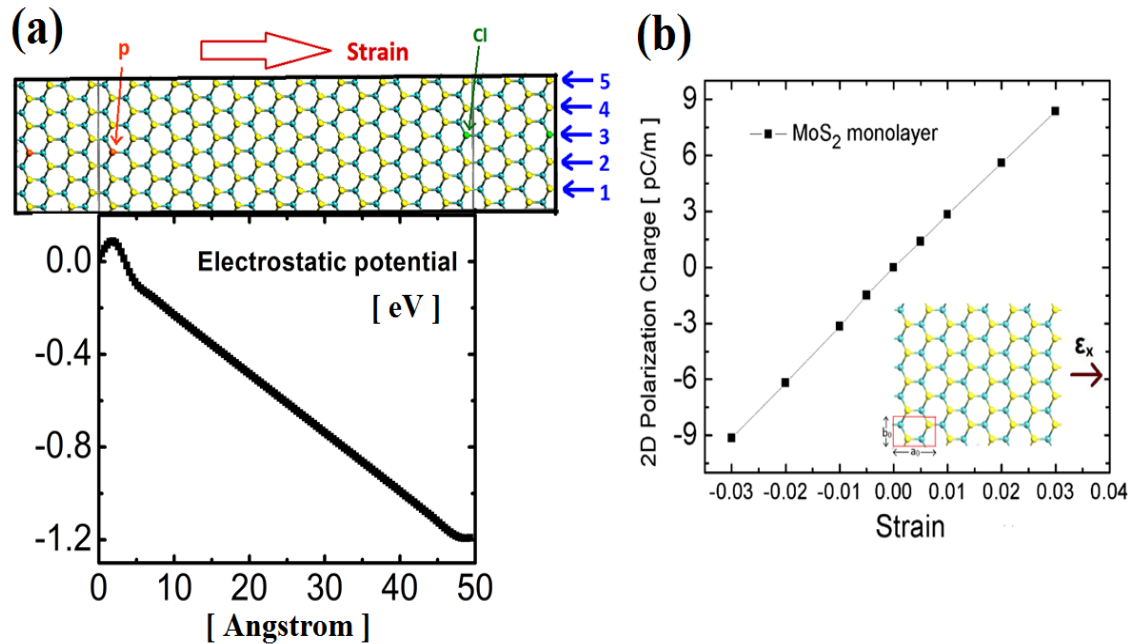 (a)
p
Strain
Cl
5
4
3
2
1
0.0
-0.4
-0.8
-1.2
Electrostatic potential
[ eV ]
0 10 20 30 40 50
[ Angstrom ]
(b)
2D Polarization Charge [ pC/m ]
9
6
3
0
-3
-6
-9
MoS₂ monolayer
εₓ
b₀
a₀
-0.03 -0.02 -0.01 0.00 0.01 0.02 0.03 0.04
Strain